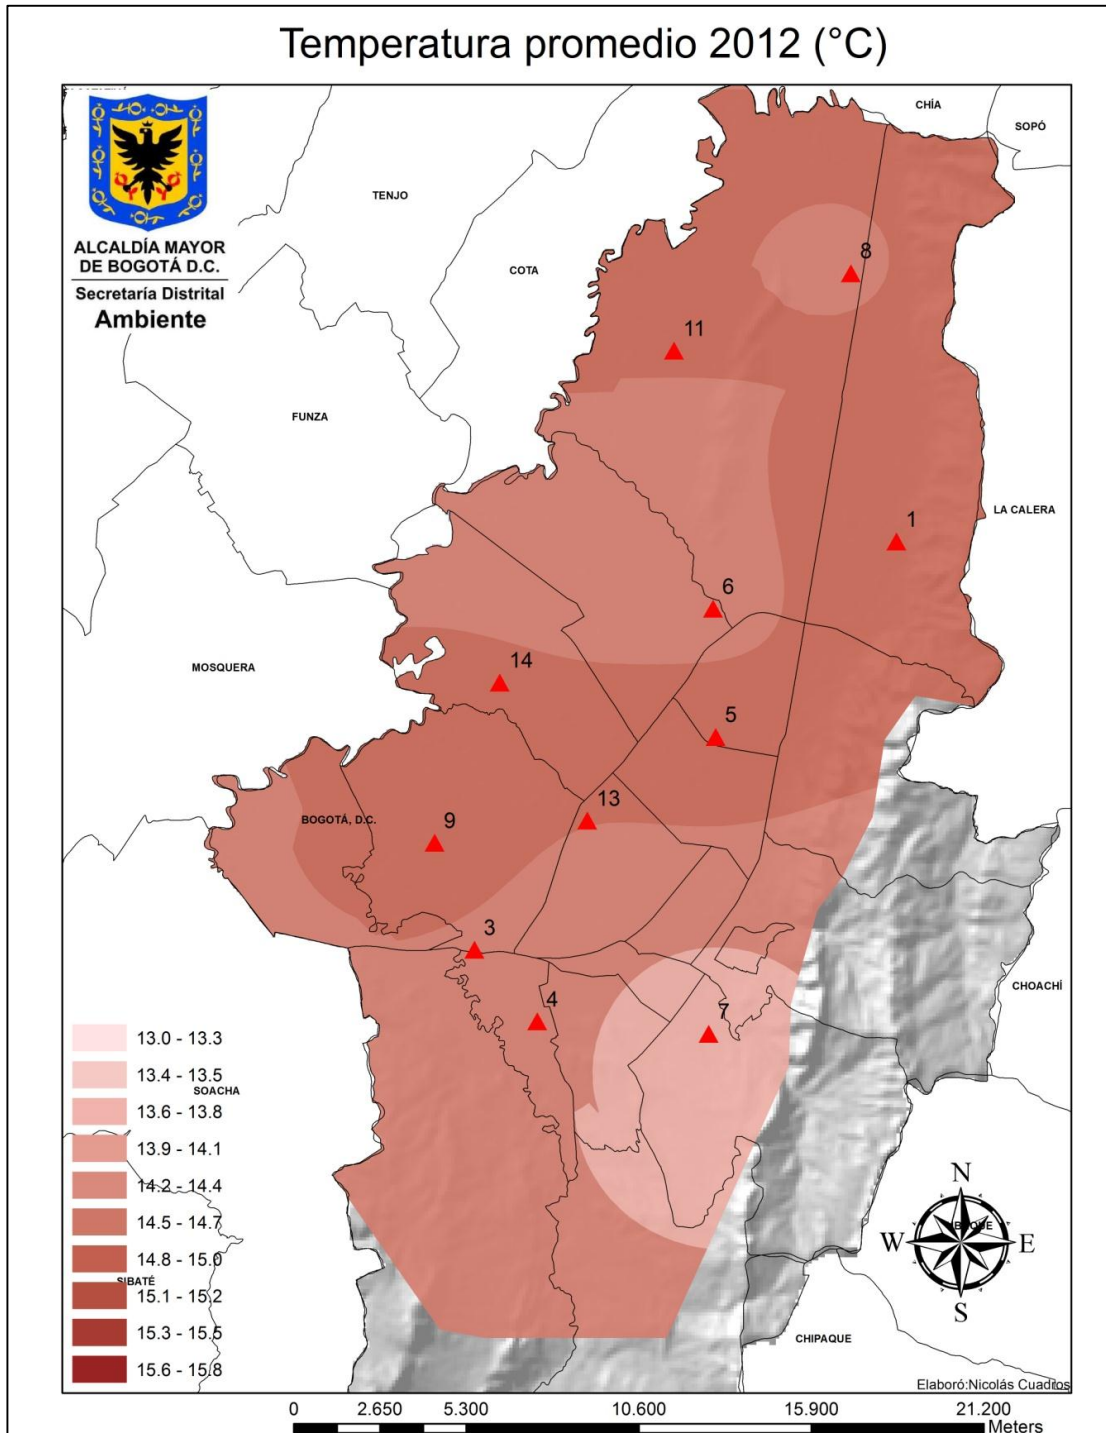 Temperatura promedio 2012 (°C)
CHÍA
SOPÓ
TENJO
ALCALDÍA MAYOR
DE BOGOTÁ D.C.
Secretaría Distrital
Ambiente
COTA
8
11
FUNZA
LA CALERA
1
6
MOSQUERA
14
5
BOGOTÁ, D.C.
13
9
3
CHOACHÍ
4
7
13.0 - 13.3
13.4 - 13.5
SOACHA
13.6 - 13.8
13.9 - 14.1
14.2 - 14.4
14.5 - 14.7
14.8 - 15.0
SIBATÉ
15.1 - 15.2
15.3 - 15.5
15.6 - 15.8
N
W
E
S
CHIPAQUE
Elaboró:Nicolás Cuadros
0 2.650 5.300 10.600 15.900 21.200
Meters